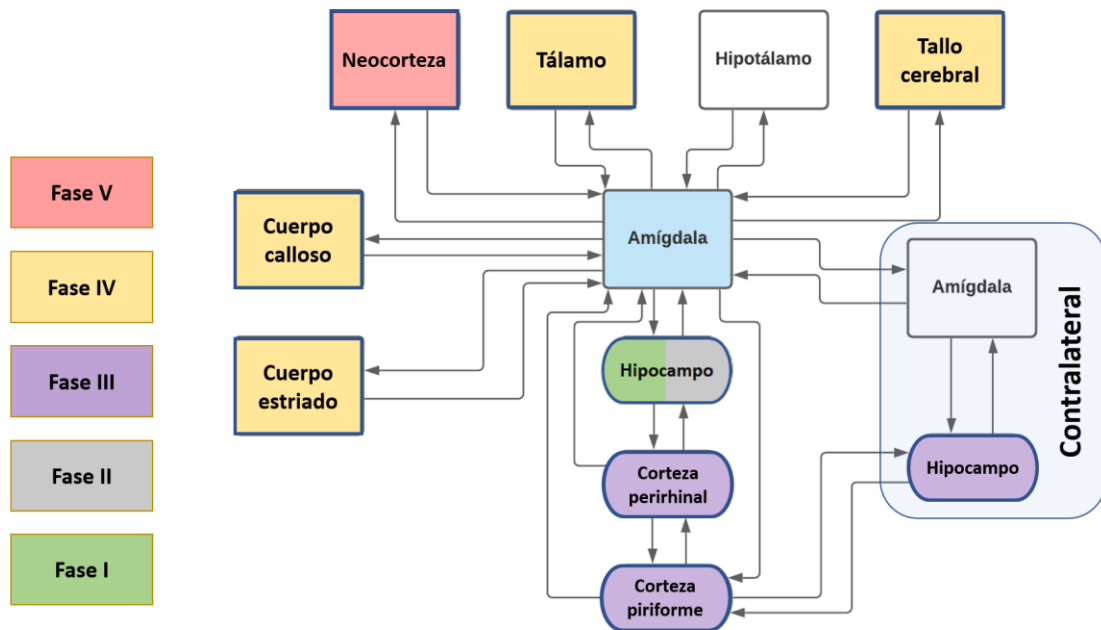 Neocorteza
Tálamo
Hipotálamo
Tallo
cerebral
Fase V
Fase IV
Fase III
Fase II
Fase I
Cuerpo
calloso
Amígdala
Cuerpo
estriado
Hipocampo
Corteza
perirhinal
Corteza
piriforme
Amígdala
Hipocampo
Contralateral